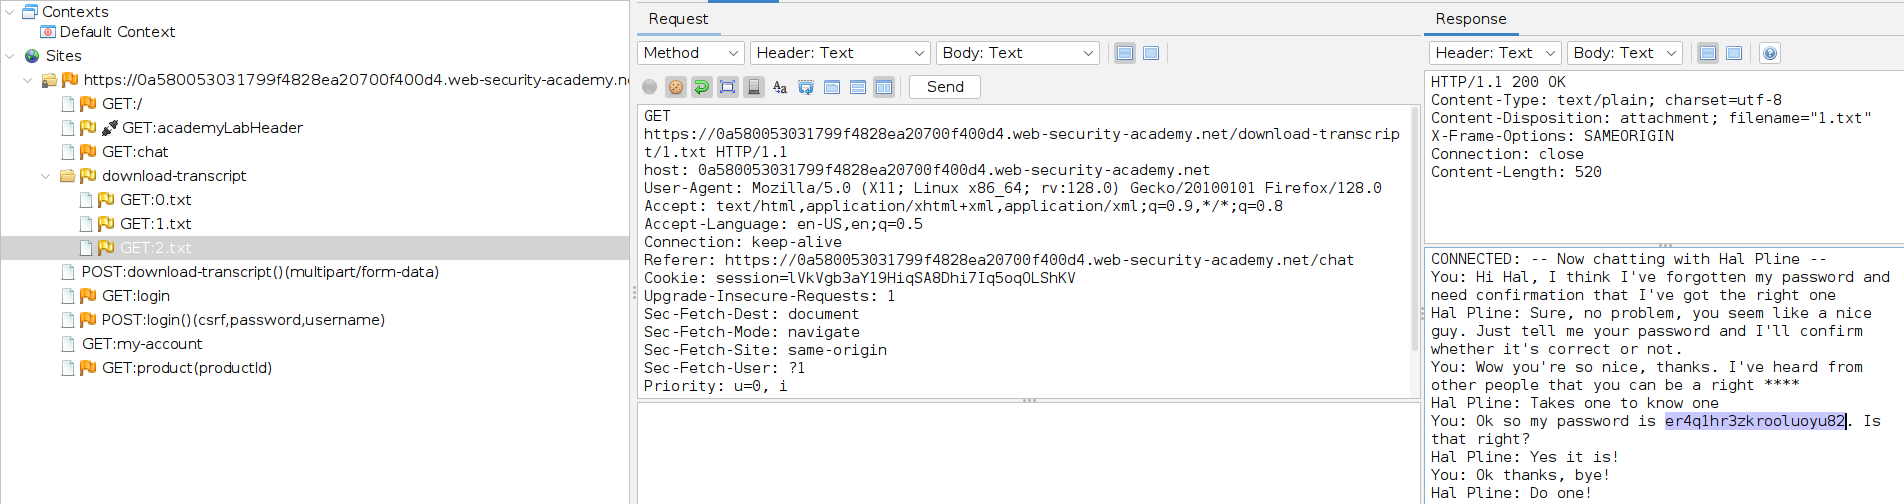 Contexts
Default Context
Sites
https://0a580053031799f4828ea20700f400d4.web-security-academy.ne
GET:/
GET:academyLabHeader
GET:chat
download-transcript
GET:0.txt
GET:1.txt
GET:2.txt
POST:download-transcript()(multipart/form-data)
GET:login
POST:login()(csrf,password,username)
GET:my-account
GET:product(productId)
Request
Method
Header: Text
Body: Text
Send
GET
https://0a580053031799f4828ea20700f400d4.web-security-academy.net/download-transcrip
t/1.txt HTTP/1.1
host: 0a580053031799f4828ea20700f400d4.web-security-academy.net
User-Agent: Mozilla/5.0 (X11; Linux x86_64; rv:128.0) Gecko/20100101 Firefox/128.0
Accept: text/html,application/xhtml+xml,application/xml;q=0.9,*/*;q=0.8
Accept-Language: en-US,en;q=0.5
Connection: keep-alive
Referer: https://0a580053031799f4828ea20700f400d4.web-security-academy.net/chat
Cookie: session=lVkVgb3aY19HiqSA8Dhi7Iq5oqOLShKV
Upgrade-Insecure-Requests: 1
Sec-Fetch-Dest: document
Sec-Fetch-Mode: navigate
Sec-Fetch-Site: same-origin
Sec-Fetch-User: ?1
Priority: u=0, i
Response
Header: Text
Body: Text
HTTP/1.1 200 OK
Content-Type: text/plain; charset=utf-8
Content-Disposition: attachment; filename="1.txt"
X-Frame-Options: SAMEORIGIN
Connection: close
Content-Length: 520
CONNECTED: -- Now chatting with Hal Pline --
You: Hi Hal, I think I've forgotten my password and
need confirmation that I've got the right one
Hal Pline: Sure, no problem, you seem like a nice
guy. Just tell me your password and I'll confirm
whether it's correct or not.
You: Wow you're so nice, thanks. I've heard from
other people that you can be a right ****
Hal Pline: Takes one to know one
You: Ok so my password is er4q1hr3zkrooluoyu82. Is
that right?
Hal Pline: Yes it is!
You: Ok thanks, bye!
Hal Pline: Do one!